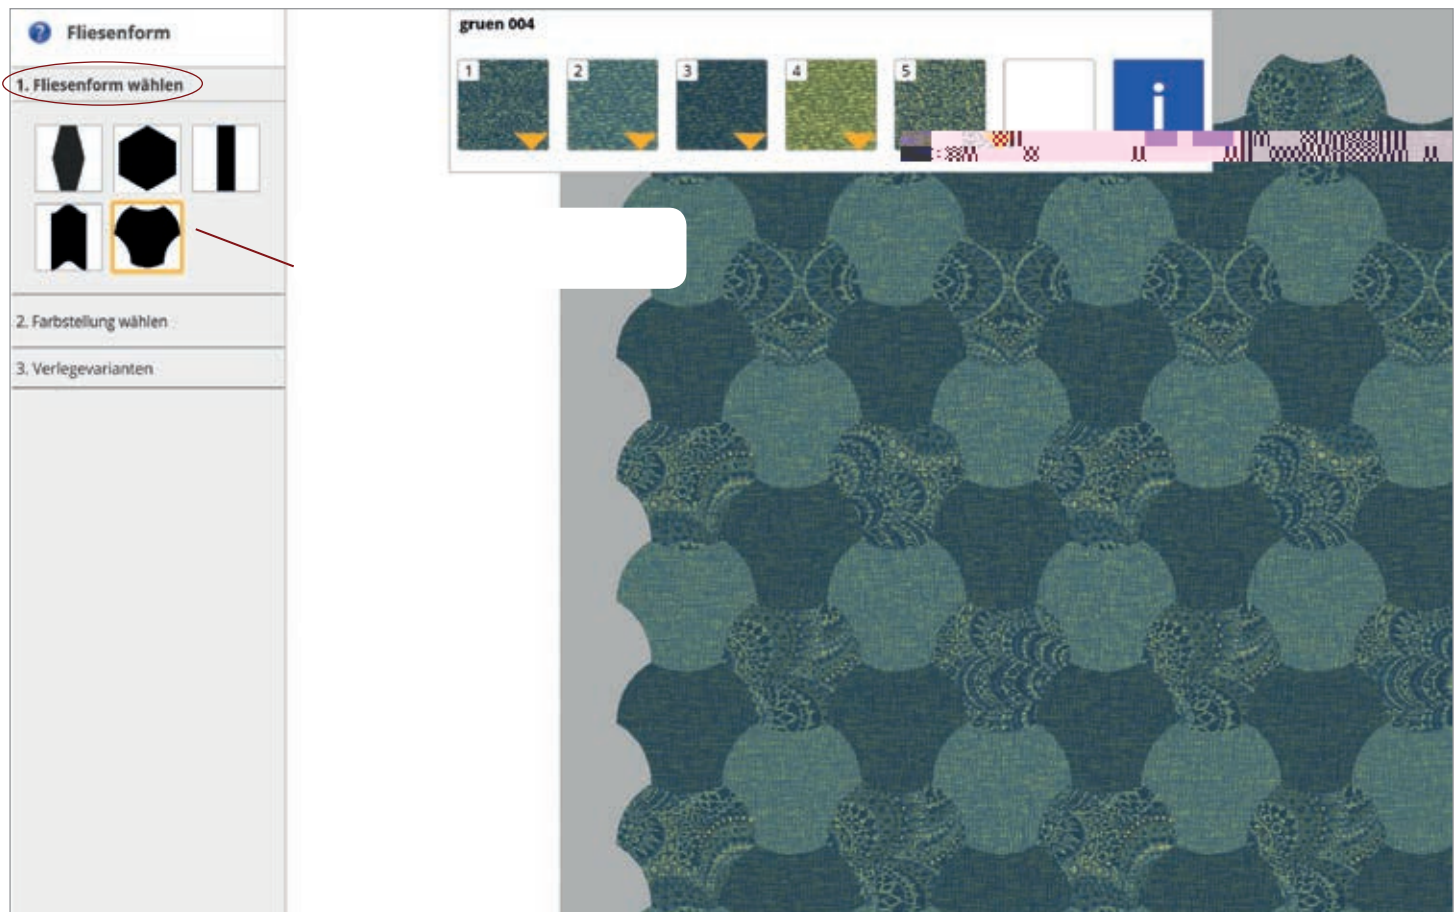 Fliesenform
1. Fliesenform wählen
2. Farbstellung wählen
3. Verlegevarianten
gruen 004
1
2
3
4
5
i